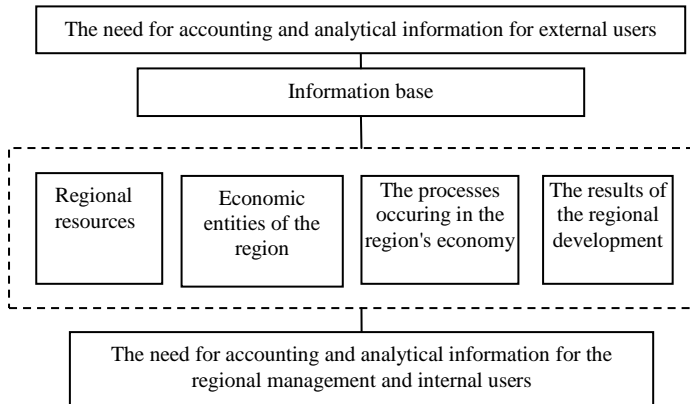 The need for accounting and analytical information for external users
Information base
Regional
resources
Economic
entities of the
region
The processes
occuring in the
region's economy
The results of
the regional
development
The need for accounting and analytical information for the
regional management and internal users